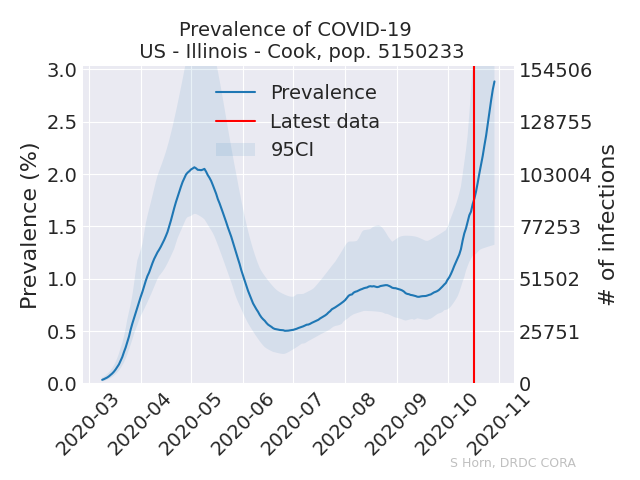 Prevalence of COVID-19
US - Illinois - Cook, pop. 5150233
Prevalence
Latest data
95CI
Prevalence (%)
3.0
2.5
2.0
1.5
1.0
0.5
0.0
154506
128755
103004
77253
51502
25751
0
# of infections
2020-03
2020-04
2020-05
2020-06
2020-07
2020-08
2020-09
2020-10
2020-11
S Horn, DRDC CORA